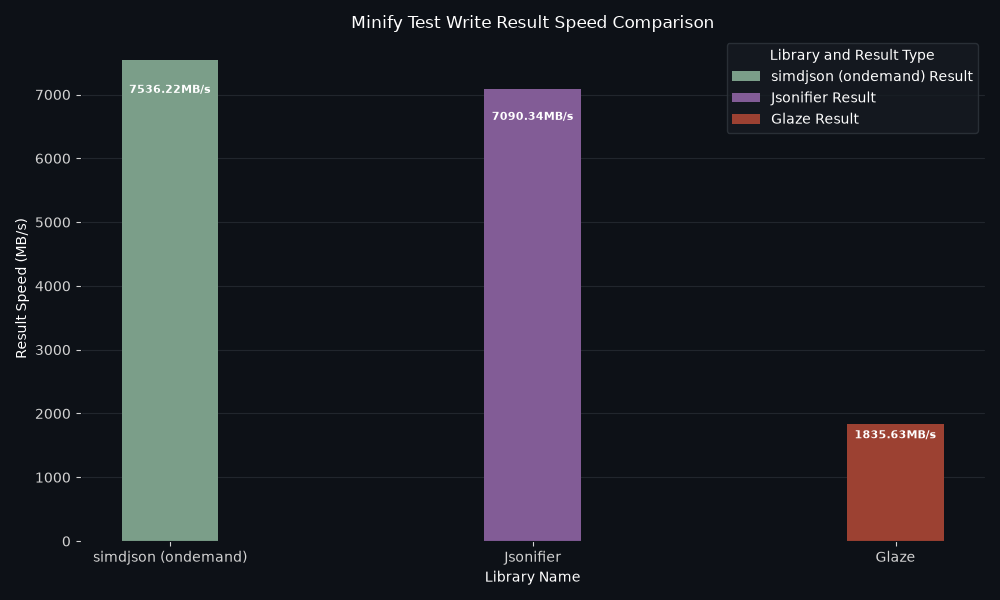 Minify Test Write Result Speed Comparison
Library and Result Type
simdjson (ondemand) Result
Jsonifier Result
Glaze Result
7536.22MB/s
7090.34MB/s
1835.63MB/s
Result Speed (MB/s)
7000
6000
5000
4000
3000
2000
1000
0
simdjson (ondemand)
Jsonifier
Glaze
Library Name